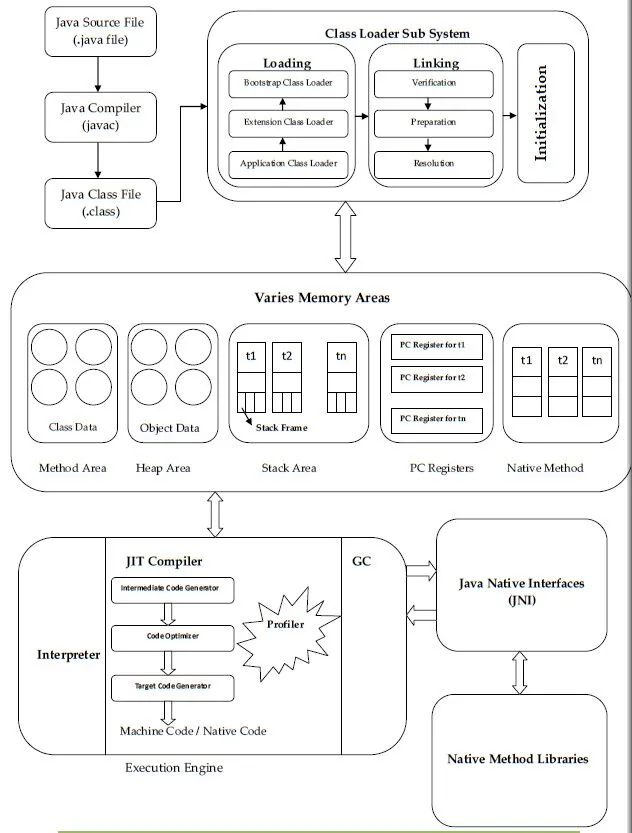 Java Source File
(.java file)
Java Compiler
(javac)
Java Class File
(.class)
Class Loader Sub System
Loading
Bootstrap Class Loader
Extension Class Loader
Application Class Loader
Linking
Verification
Preparation
Resolution
Initialization
Varies Memory Areas
Class Data
Method Area
Object Data
Heap Area
t1
t2
tn
Stack Frame
Stack Area
PC Register for t1
PC Register for t2
PC Register for tn
PC Registers
t1
t2
tn
Native Method
Interpreter
JIT Compiler
Intermediate Code Generator
Code Optimizer
Target Code Generator
Machine Code / Native Code
Profiler
GC
Execution Engine
Java Native Interfaces
(JNI)
Native Method Libraries